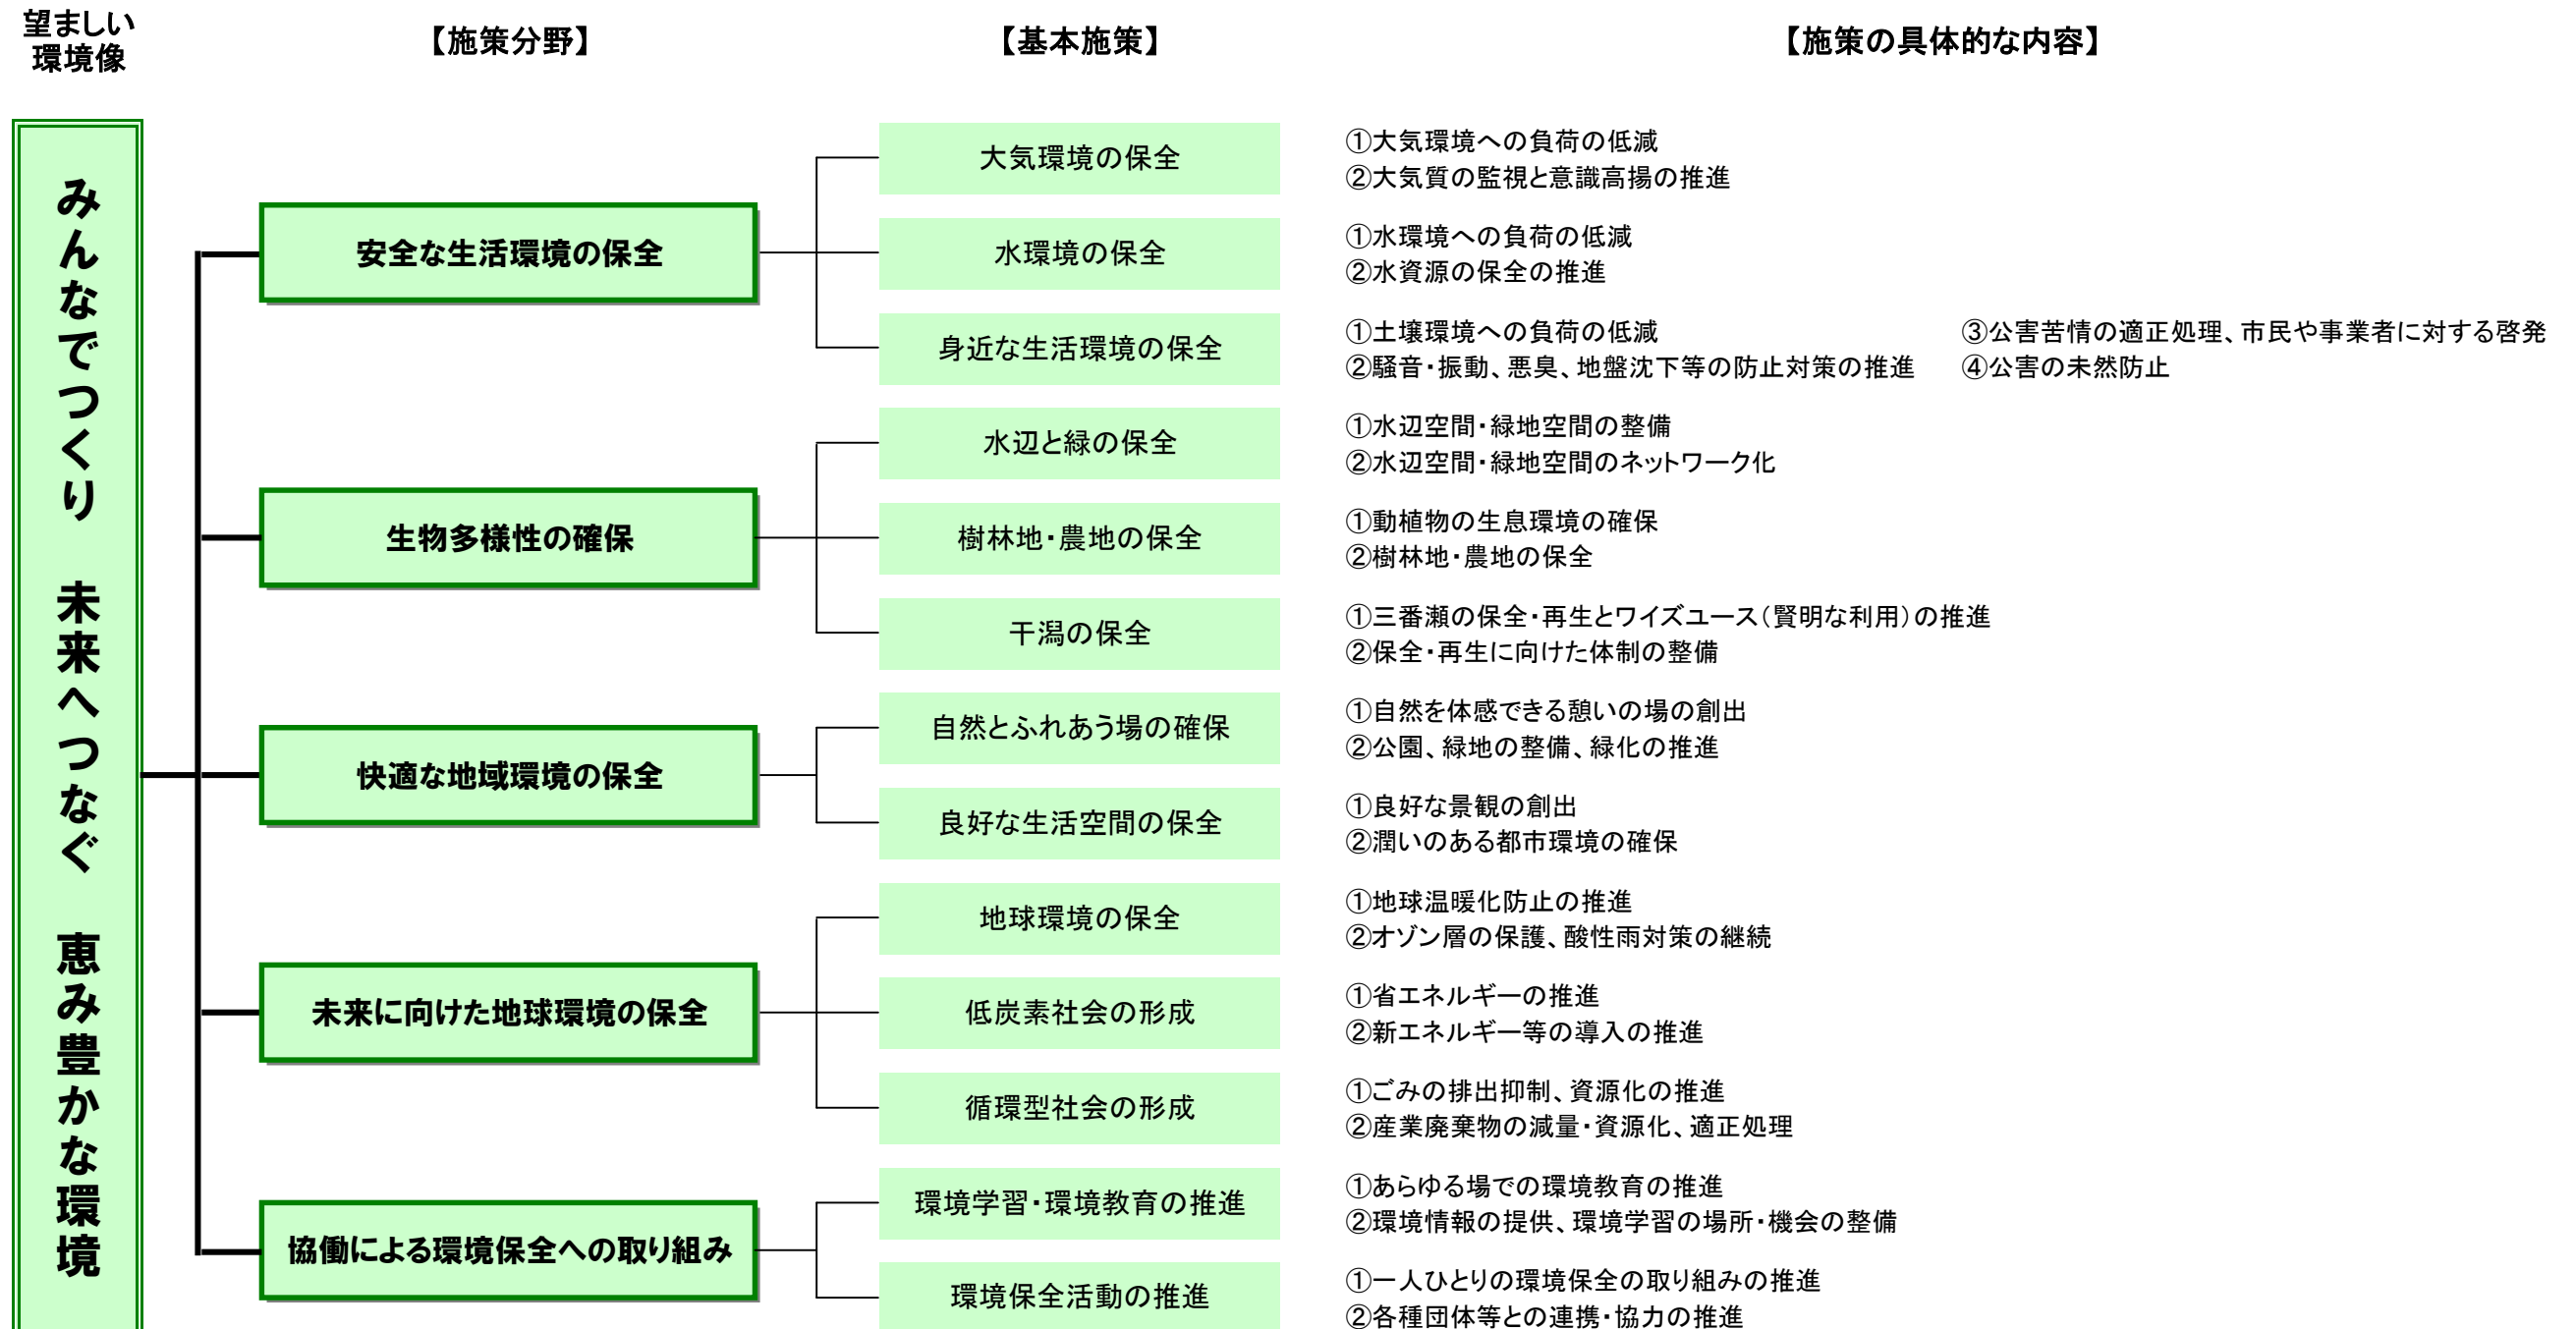 望ましい
環境像
【施策分野】
【基本施策】
【施策の具体的な内容】
みんなでつくり 未来へつなぐ 恵み豊かな環境
安全な生活環境の保全
大気環境の保全
①大気環境への負荷の低減
②大気質の監視と意識高揚の推進
水環境の保全
①水環境への負荷の低減
②水資源の保全の推進
身近な生活環境の保全
①土壌環境への負荷の低減
②騒音・振動、悪臭、地盤沈下等の防止対策の推進
③公害苦情の適正処理、市民や事業者に対する啓発
④公害の未然防止
生物多様性の確保
水辺と緑の保全
①水辺空間・緑地空間の整備
②水辺空間・緑地空間のネットワーク化
樹林地・農地の保全
①動植物の生息環境の確保
②樹林地・農地の保全
干潟の保全
①三番瀬の保全・再生とワイズユース(賢明な利用)の推進
②保全・再生に向けた体制の整備
快適な地域環境の保全
自然とふれあう場の確保
①自然を体感できる憩いの場の創出
②公園、緑地の整備、緑化の推進
良好な生活空間の保全
①良好な景観の創出
②潤いのある都市環境の確保
未来に向けた地球環境の保全
地球環境の保全
①地球温暖化防止の推進
②オゾン層の保護、酸性雨対策の継続
低炭素社会の形成
①省エネルギーの推進
②新エネルギー等の導入の推進
循環型社会の形成
①ごみの排出抑制、資源化の推進
②産業廃棄物の減量・資源化、適正処理
協働による環境保全への取り組み
環境学習・環境教育の推進
①あらゆる場での環境教育の推進
②環境情報の提供、環境学習の場所・機会の整備
環境保全活動の推進
①一人ひとりの環境保全の取り組みの推進
②各種団体等との連携・協力の推進